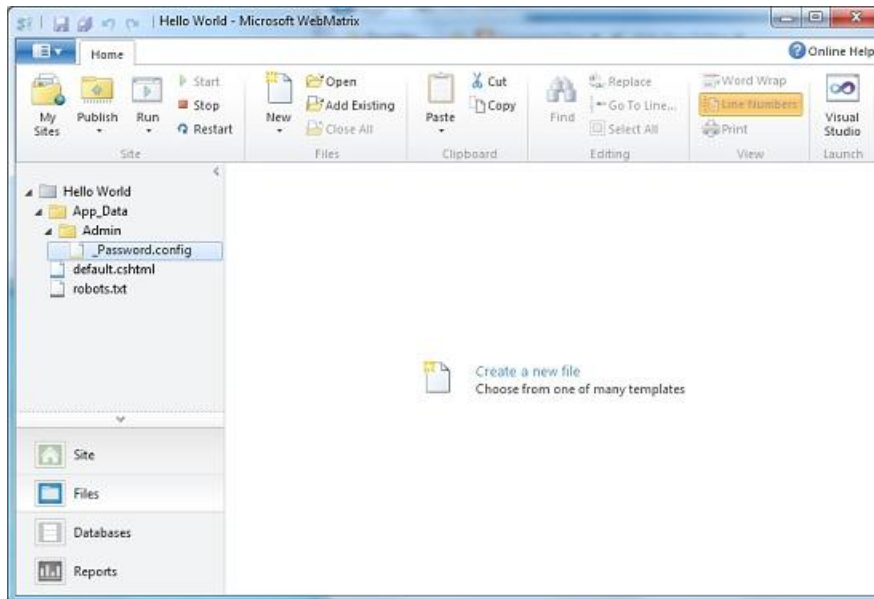 Hello World - Microsoft WebMatrix
Home
Online Help
My Sites
Publish
Run
Start
Stop
Restart
Site
New
Open
Add Existing
Close All
Files
Paste
Cut
Copy
Clipboard
Find
Replace
Go To Line...
Select All
Editing
Word Wrap
Line Numbers
Print
View
Visual Studio
Launch
Hello World
App_Data
Admin
_Password.config
default.cshtml
robots.txt
Create a new file
Choose from one of many templates
Site
Files
Databases
Reports